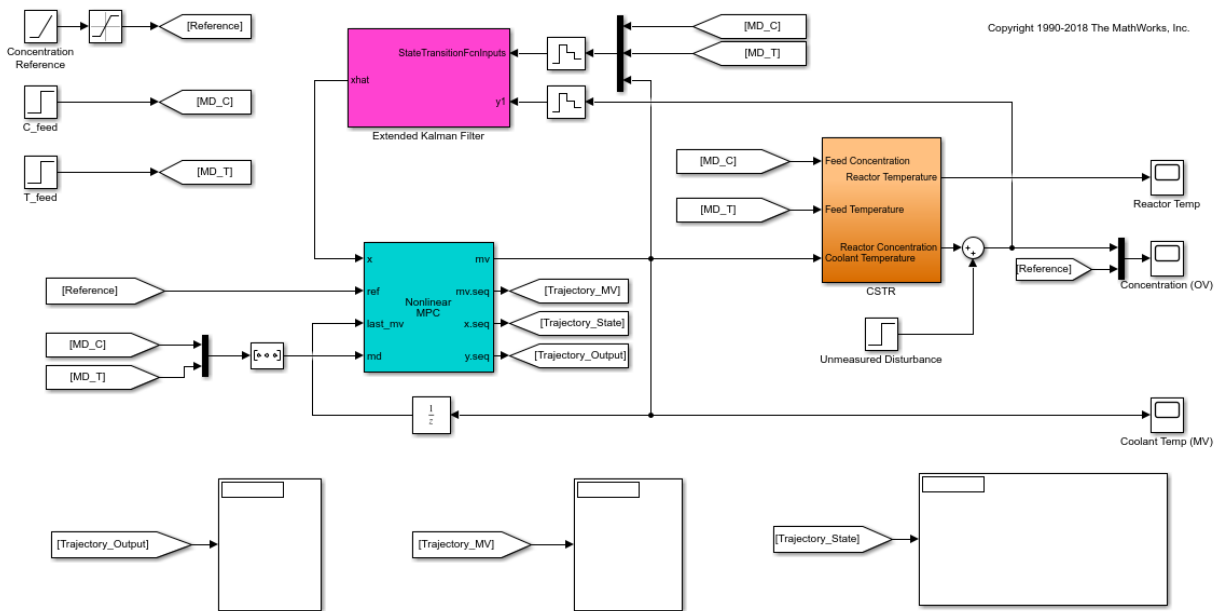 Copyright 1990-2018 The MathWorks, Inc.
Concentration
Reference
[Reference]
C_feed
[MD_C]
T_feed
[MD_T]
StateTransitionFcnInputs
xhat
y1
Extended Kalman Filter
[MD_C]
[MD_T]
[MD_C]
[MD_T]
Feed Concentration
Reactor Temperature
Feed Temperature
Reactor Concentration
Coolant Temperature
CSTR
+
+
Reactor Temp
[Reference]
Concentration (OV)
Unmeasured Disturbance
Coolant Temp (MV)
[Reference]
[MD_C]
[MD_T]
x
ref
last_mv
md
Nonlinear
MPC
mv
mv.seq
x.seq
y.seq
[Trajectory_MV]
[Trajectory_State]
[Trajectory_Output]
1
z
[Trajectory_Output]
[Trajectory_MV]
[Trajectory_State]